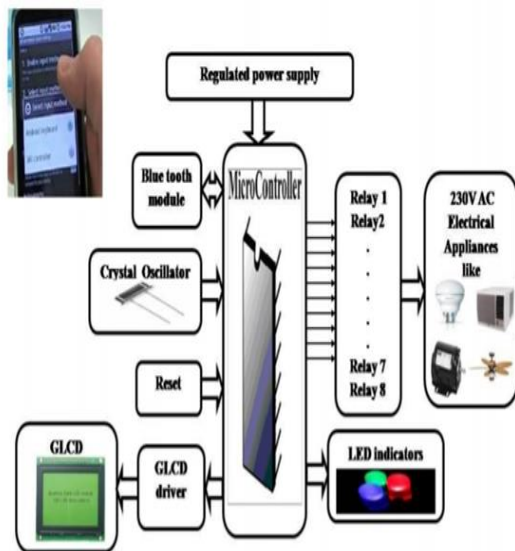 Regulated power supply
Blue tooth
module
MicroController
Crystal Oscillator
Reset
GLCD
GLCD
driver
Relay 1
Relay2
.
.
.
.
.
.
Relay 7
Relay 8
230V AC
Electrical
Appliances
like
LED indicators